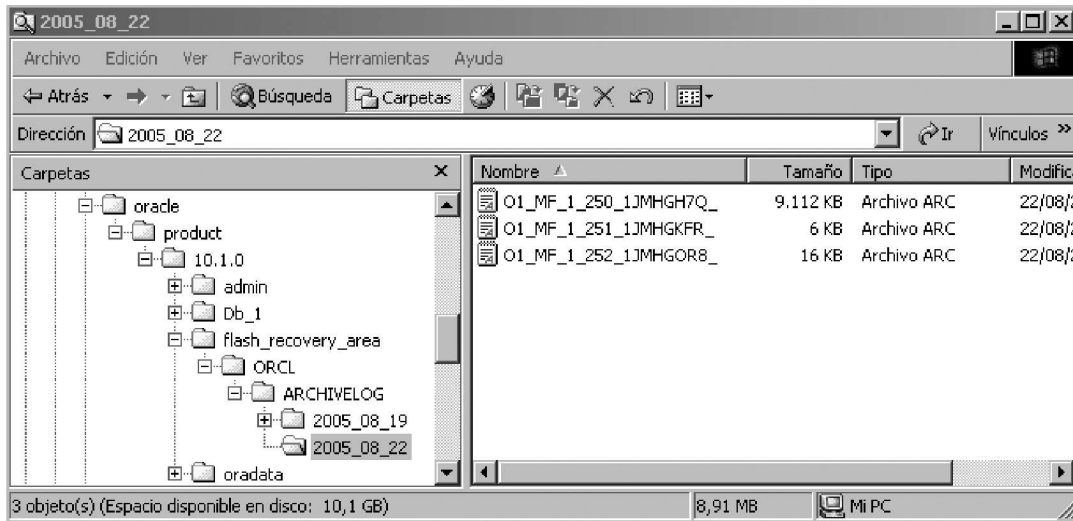 2005_08_22
Archivo Edición Ver Favoritos Herramientas Ayuda
Atrás Búsqueda Carpetas
Dirección 2005_08_22 Ir Vínculos »
Carpetas
oracle
product
10.1.0
admin
Db_1
flash_recovery_area
ORCL
ARCHIVELOG
2005_08_19
2005_08_22
oradata
Nombre Tamaño Tipo Modific
O1_MF_1_250_1JMHGH7Q_ 9.112 KB Archivo ARC 22/08/2
O1_MF_1_251_1JMHGKFR_ 6 KB Archivo ARC 22/08/2
O1_MF_1_252_1JMHGOR8_ 16 KB Archivo ARC 22/08/2
3 objeto(s) (Espacio disponible en disco: 10,1 GB) 8,91 MB Mi PC